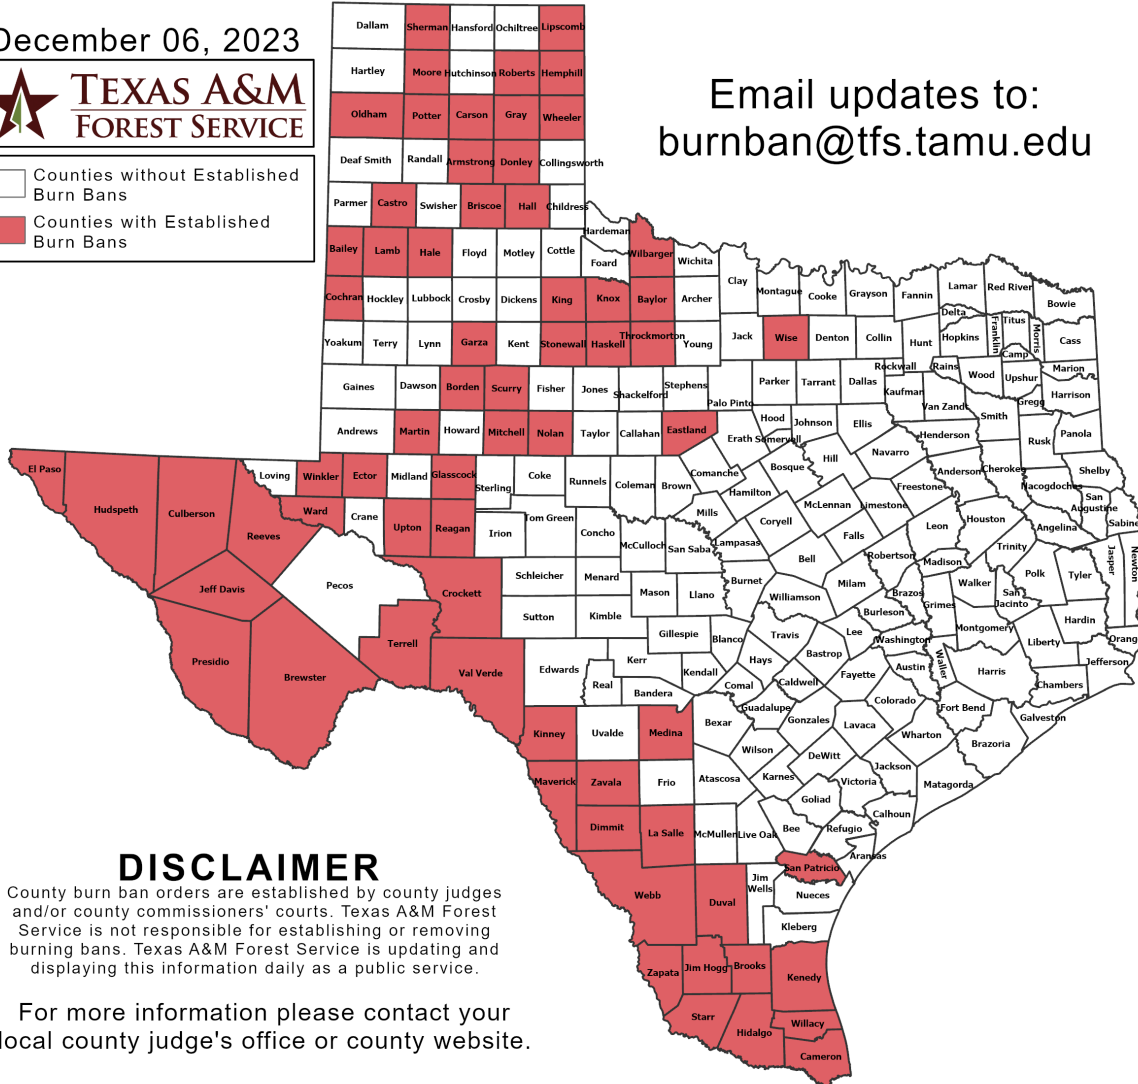 December 06, 2023
TEXAS A&M
FOREST SERVICE
Counties without Established
Burn Bans
Counties with Established
Burn Bans
Email updates to:
burnban@tfs.tamu.edu
Dallam Sherman Hansford Ochiltree Lipscomb
Hartley Moore Hutchinson Roberts Hemphill
Oldham Potter Carson Gray Wheeler
Deaf Smith Randall Armstrong Donley Collingsworth
Parmer Castro Swisher Briscoe Hall Childress
Hardeman
Bailey Lamb Hale Floyd Motley Cottle Foard Wilbarger Wichita
Clay Montague Cooke Grayson Fannin Lamar Red River Bowie
Cochran Hockley Lubbock Crosby Dickens King Knox Baylor Archer
Delta Franklin Titus Morris Cass
Yoakum Terry Lynn Garza Kent Stonewall Haskell Throckmorton Young Jack Wise Denton Collin Hunt Hopkins Camp
Rockwall Rains Wood Upshur Marion
Gaines Dawson Borden Scurry Fisher Jones Shackelford Stephens Palo Pinto Parker Tarrant Dallas Kaufman Van Zandt Smith Gregg Harrison
Andrews Martin Howard Mitchell Nolan Taylor Callahan Eastland Erath Hood Somervell Johnson Ellis Henderson Rusk Panola
El Paso Hudspeth Culberson Reeves Loving Winkler Ector Midland Glasscock Sterling Coke Runnels Coleman Brown Comanche Bosque Hill Navarro Anderson Cherokee Shelby
Hamilton Freestone Nacogdoches San
Augustine Sabine
Ward Crane Upton Reagan Irion Tom Green Concho McCulloch San Saba Mills Lampasas Coryell McLennan Limestone Falls Leon Houston Angelina
Jeff Davis Pecos Crockett Schleicher Menard Mason Llano Burnet Bell Milam Robertson Madison Trinity Polk Tyler Jasper Newton
Walker San
Jacinto
Sutton Kimble Gillespie Blanco Williamson Burleson Brazos Grimes Montgomery Hardin
Presidio Brewster Terrell Val Verde Edwards Real Kerr Bandera Kendall Comal Hays Travis Bastrop Lee Washington Austin Waller Harris Liberty Orange
Jefferson Chambers
Caldwell Fayette Colorado Fort Bend Galveston
Kinney Uvalde Medina Bexar Guadalupe Gonzales Lavaca Wharton Brazoria
Wilson DeWitt Jackson Matagorda
Maverick Zavala Frio Atascosa Karnes Victoria
Goliad Calhoun
Dimmit La Salle McMullen Live Oak Bee Refugio Aransas
San Patricio
Webb Duval Jim
Wells Nueces
Kleberg
Zapata Jim Hogg Brooks Kenedy
Starr Hidalgo Willacy
Cameron
DISCLAIMER
County burn ban orders are established by county judges
and/or county commissioners' courts. Texas A&M Forest
Service is not responsible for establishing or removing
burning bans. Texas A&M Forest Service is updating and
displaying this information daily as a public service.
For more information please contact your
local county judge's office or county website.